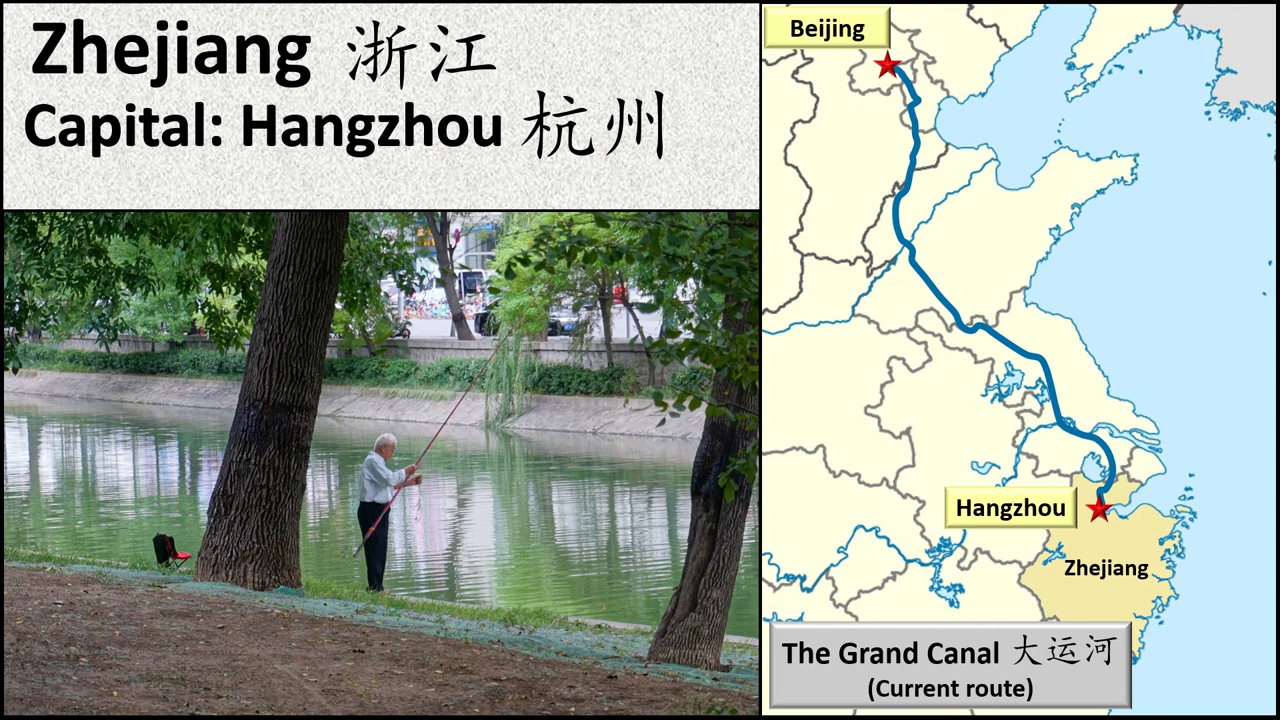 Zhejiang 浙江
Capital: Hangzhou 杭州
Beijing
Hangzhou
Zhejiang
The Grand Canal 大运河
(Current route)